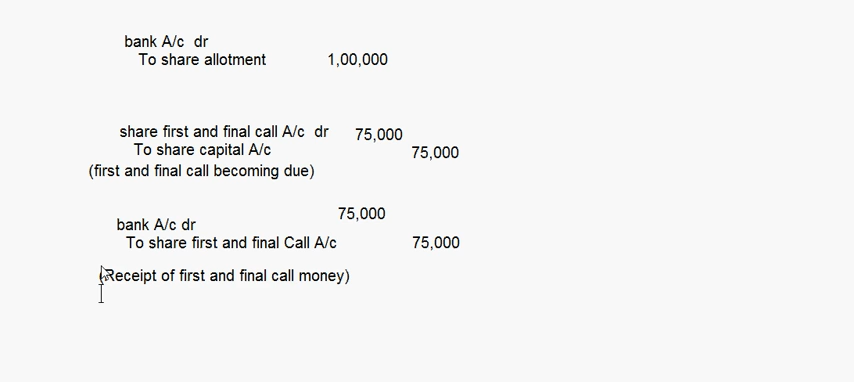 bank A/c dr
To share allotment 1,00,000
share first and final call A/c dr 75,000
To share capital A/c 75,000
(first and final call becoming due)
75,000
bank A/c dr
To share first and final Call A/c 75,000
(Receipt of first and final call money)